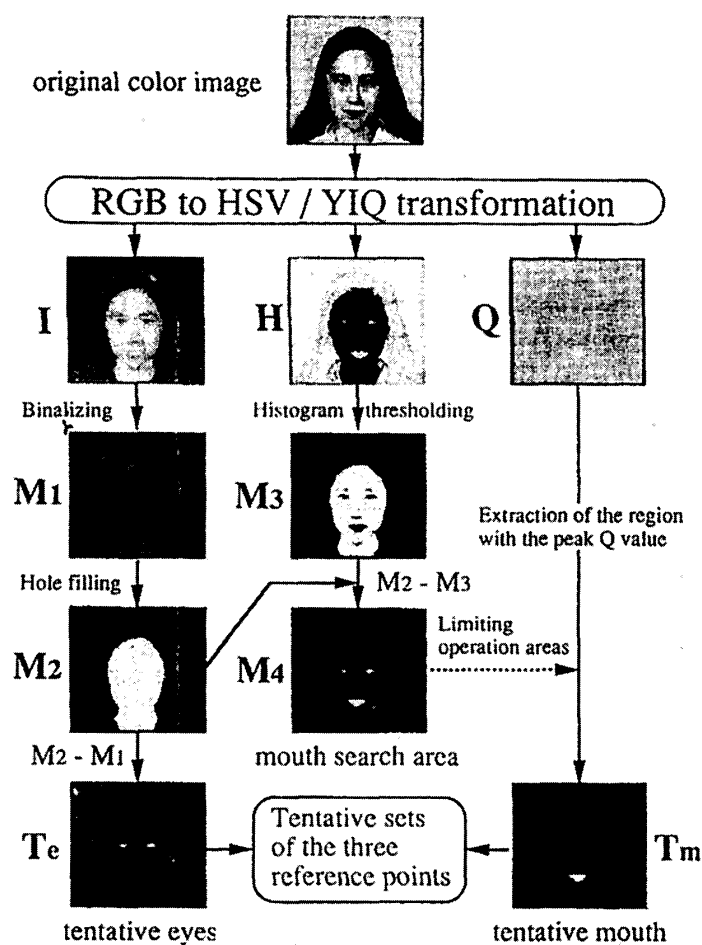 original color image
RGB to HSV / YIQ transformation
I
H
Q
Binalizing
Histogram thresholding
M1
M3
Extraction of the region
with the peak Q value
Hole filling
M2 - M3
M2
M4
Limiting
operation areas
M2 - M1
mouth search area
Te
Tentative sets
of the three
reference points
Tm
tentative eyes
tentative mouth